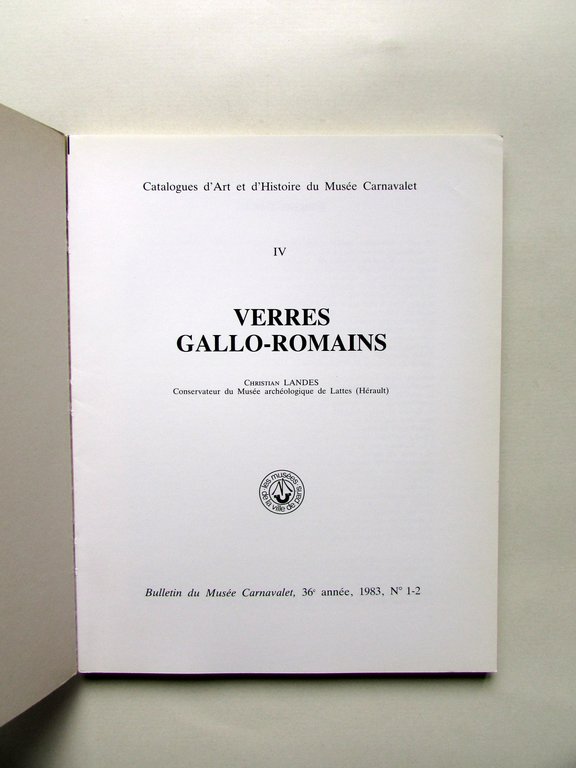 Catalogues d'Art et d'Histoire du Musée Carnavalet
IV
VERRES
GALLO-ROMAINS
CHRISTIAN LANDES
Conservateur du Musée archéologique de Lattes (Hérault)
les musées
de la ville de paris
Bulletin du Musée Carnavalet, 36e année, 1983, N° 1-2